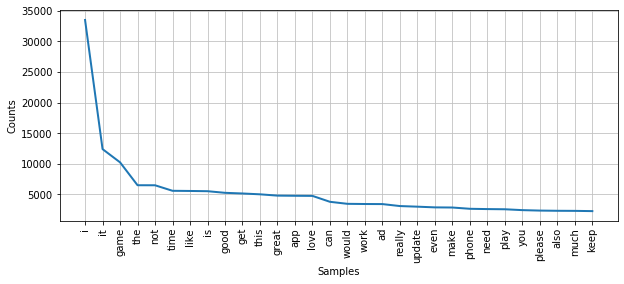 35000
30000
25000
20000
15000
10000
5000
Counts
i
it
game
the
not
time
like
is
good
get
this
great
app
love
can
would
work
ad
really
update
even
make
phone
need
play
you
please
also
much
keep
Samples